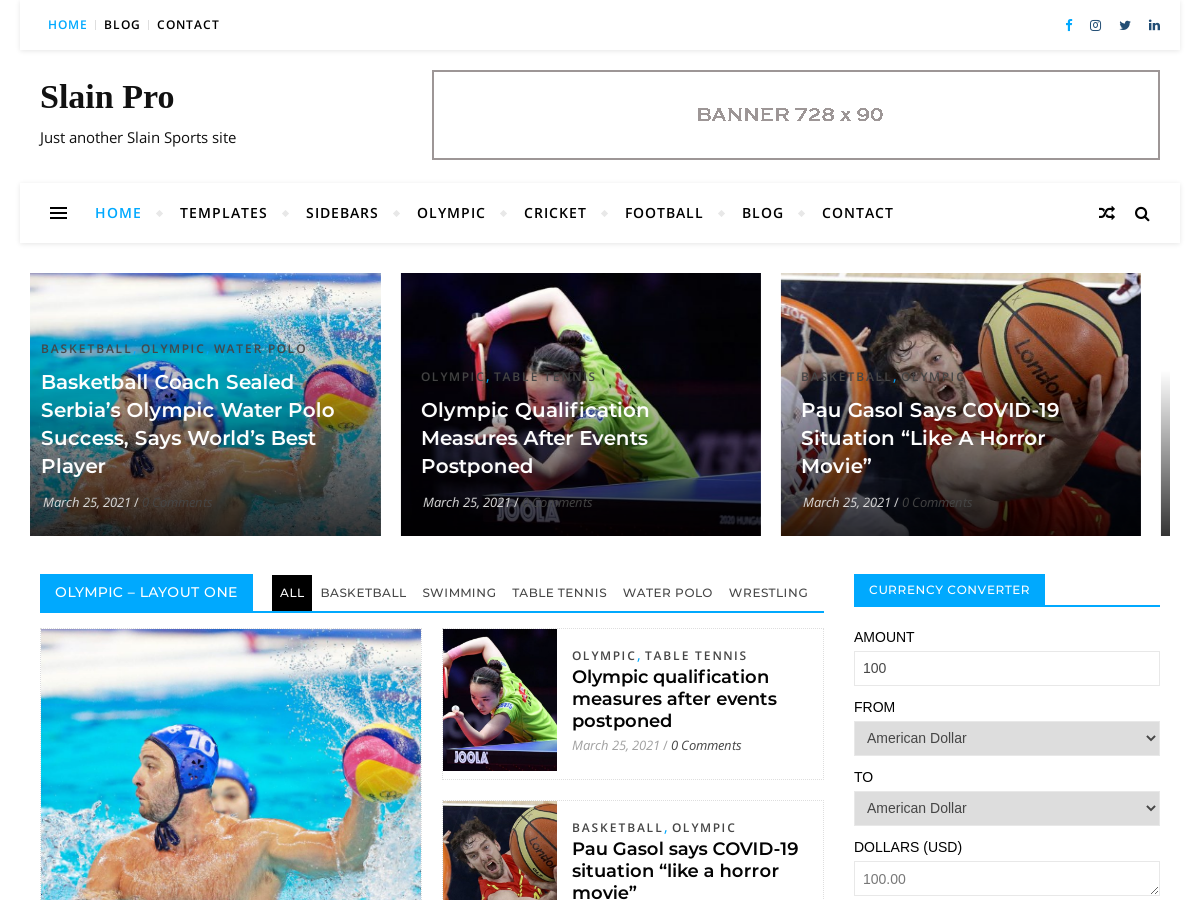 HOME BLOG CONTACT
Slain Pro
Just another Slain Sports site
BANNER 728 x 90
HOME TEMPLATES SIDEBARS OLYMPIC CRICKET FOOTBALL BLOG CONTACT
BASKETBALL, OLYMPIC, WATER POLO
Basketball Coach Sealed
Serbia’s Olympic Water Polo
Success, Says World’s Best
Player
March 25, 2021 / 0 Comments
OLYMPIC, TABLE TENNIS
Olympic Qualification
Measures After Events
Postponed
March 25, 2021 / 0 Comments
JOOLA
BASKETBALL, OLYMPIC
Pau Gasol Says COVID-19
Situation “Like A Horror
Movie”
March 25, 2021 / 0 Comments
London
OLYMPIC – LAYOUT ONE
ALL BASKETBALL SWIMMING TABLE TENNIS WATER POLO WRESTLING
10
JOOLA
OLYMPIC, TABLE TENNIS
Olympic qualification
measures after events
postponed
March 25, 2021 / 0 Comments
London
BASKETBALL, OLYMPIC
Pau Gasol says COVID-19
situation “like a horror
movie”
CURRENCY CONVERTER
AMOUNT
100
FROM
American Dollar
TO
American Dollar
DOLLARS (USD)
100.00